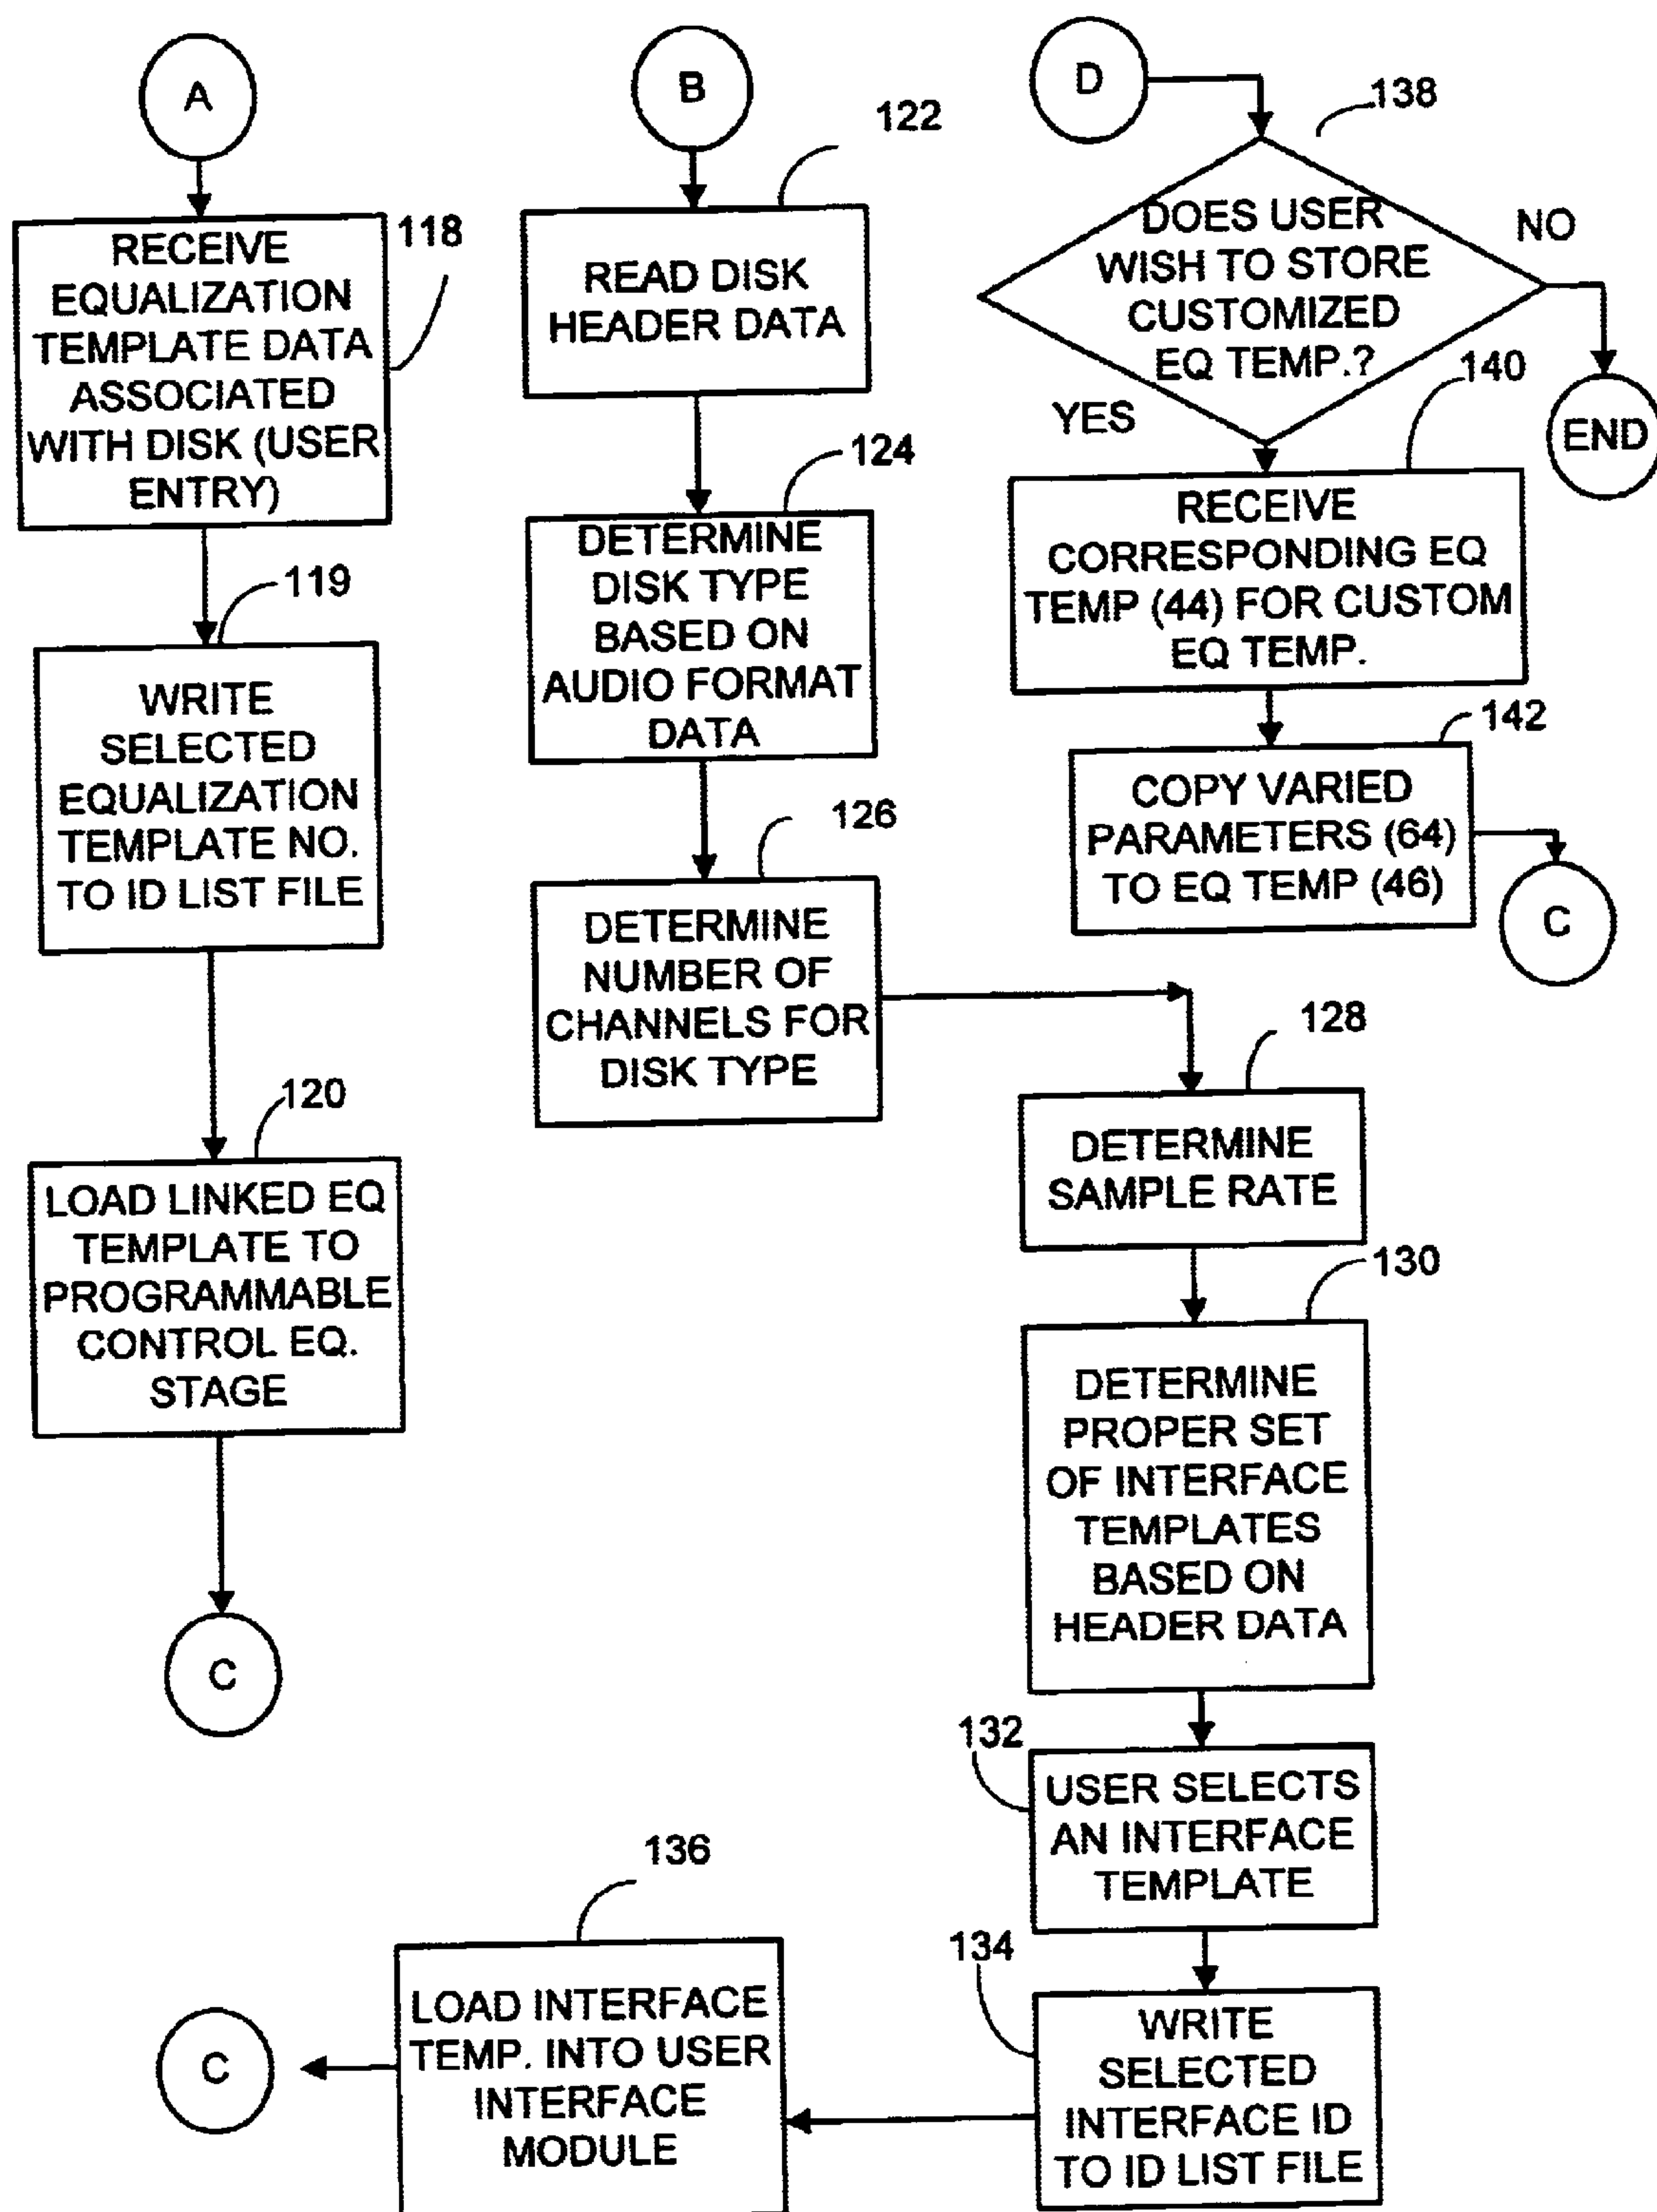 A
118
RECEIVE
EQUALIZATION
TEMPLATE DATA
ASSOCIATED
WITH DISK (USER
ENTRY)
119
WRITE
SELECTED
EQUALIZATION
TEMPLATE NO.
TO ID LIST FILE
120
LOAD LINKED EQ
TEMPLATE TO
PROGRAMMABLE
CONTROL EQ.
STAGE
C
B
122
READ DISK
HEADER DATA
124
DETERMINE
DISK TYPE
BASED ON
AUDIO FORMAT
DATA
126
DETERMINE
NUMBER OF
CHANNELS FOR
DISK TYPE
128
DETERMINE
SAMPLE RATE
130
DETERMINE
PROPER SET
OF INTERFACE
TEMPLATES
BASED ON
HEADER DATA
132
USER SELECTS
AN INTERFACE
TEMPLATE
134
WRITE
SELECTED
INTERFACE ID
TO ID LIST FILE
136
LOAD INTERFACE
TEMP. INTO USER
INTERFACE
MODULE
C
D
138
DOES USER
WISH TO STORE
CUSTOMIZED
EQ TEMP.?
NO
END
YES
140
RECEIVE
CORRESPONDING EQ
TEMP (44) FOR CUSTOM
EQ TEMP.
142
COPY VARIED
PARAMETERS (64)
TO EQ TEMP (46)
C